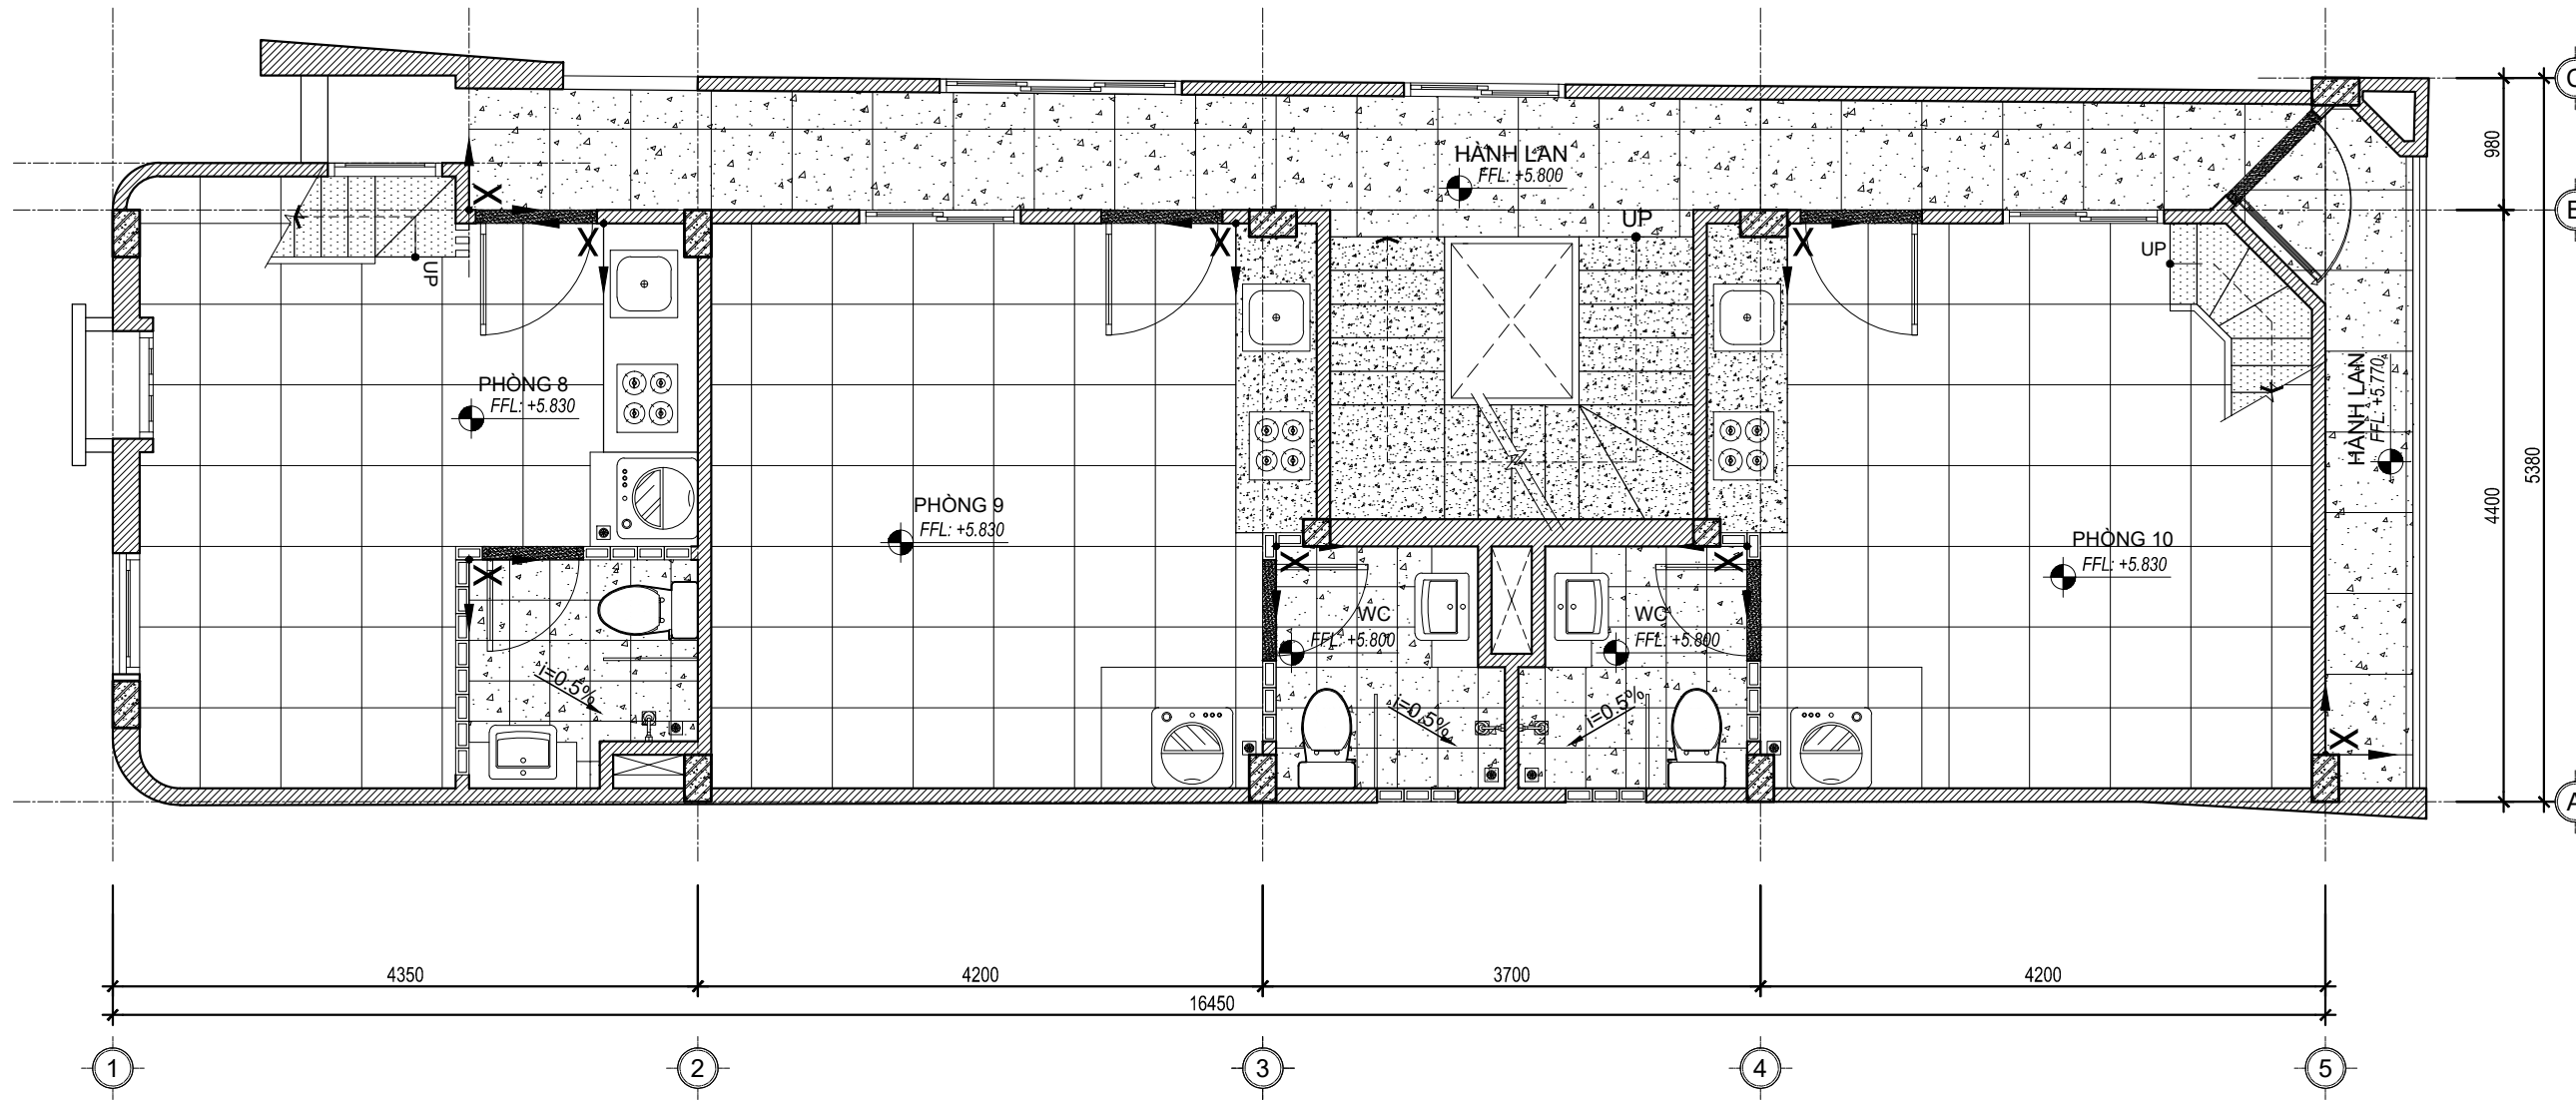 C
980
HÀNH LAN
FFL: +5.800
UP
UP
B
X
X
X
X
UP
PHÒNG 8
FFL: +5.830
HÀNH LAN
FFL: +5.770
5380
4400
PHÒNG 9
FFL: +5.830
PHÒNG 10
FFL: +5.830
X
X
X
WC
FFL: +5.800
WC
FFL: +5.800
i=0.5%
i=0.5%
i=0.5%
X
A
4350
4200
3700
4200
16450
1
2
3
4
5